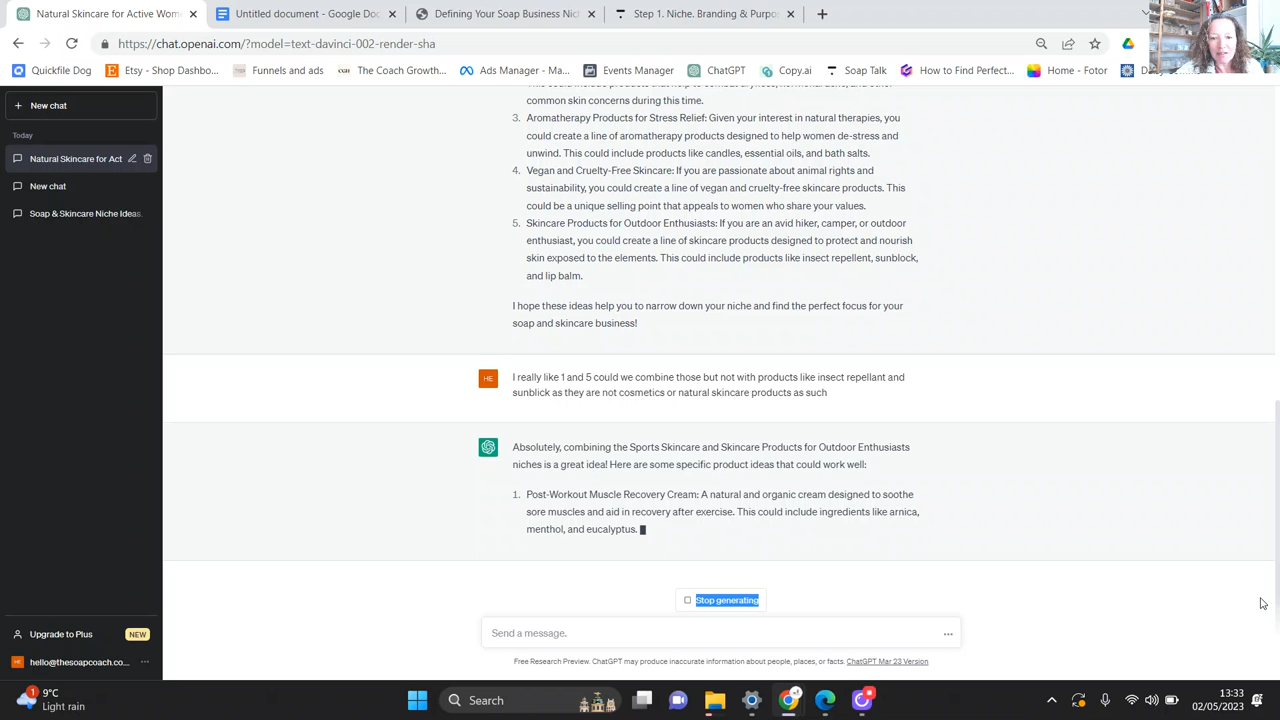 Natural Skincare for Active Wom
Untitled document - Google Doc
Defining Your Soap Business Nic
Step 1. Niche. Branding & Purpo
https://chat.openai.com/?model=text-davinci-002-render-sha
Quickfile Dog
Etsy - Shop Dashbo...
Funnels and ads
The Coach Growth...
Ads Manager - Ma...
Events Manager
ChatGPT
Copy.ai
Soap Talk
How to Find Perfect...
Home - Fotor
New chat
Today
Natural Skincare for Act
New chat
Soap & Skincare Niche Ideas.
common skin concerns during this time.
3. Aromatherapy Products for Stress Relief: Given your interest in natural therapies, you
could create a line of aromatherapy products designed to help women de-stress and
unwind. This could include products like candles, essential oils, and bath salts.
4. Vegan and Cruelty-Free Skincare: If you are passionate about animal rights and
sustainability, you could create a line of vegan and cruelty-free skincare products. This
could be a unique selling point that appeals to women who share your values.
5. Skincare Products for Outdoor Enthusiasts: If you are an avid hiker, camper, or outdoor
enthusiast, you could create a line of skincare products designed to protect and nourish
skin exposed to the elements. This could include products like insect repellent, sunblock,
and lip balm.
I hope these ideas help you to narrow down your niche and find the perfect focus for your
soap and skincare business!
HE
I really like 1 and 5 could we combine those but not with products like insect repellant and
sunblick as they are not cosmetics or natural skincare products as such
Absolutely, combining the Sports Skincare and Skincare Products for Outdoor Enthusiasts
niches is a great idea! Here are some specific product ideas that could work well:
1. Post-Workout Muscle Recovery Cream: A natural and organic cream designed to soothe
sore muscles and aid in recovery after exercise. This could include ingredients like arnica,
menthol, and eucalyptus.
Stop generating
Send a message.
Free Research Preview. ChatGPT may produce inaccurate information about people, places, or facts. ChatGPT Mar 23 Version
Upgrade to Plus
NEW
HE
hello@thesoapcoach.co...
1
9°C
Light rain
Search
13:33
02/05/2023